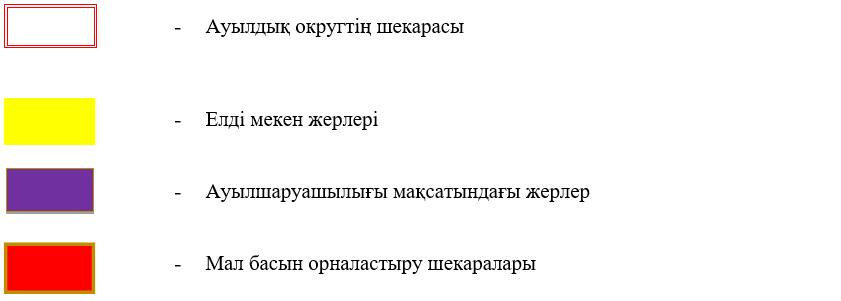 - Ауылдық округтің шекарасы
- Елді мекен жерлері
- Ауылшаруашылығы мақсатындағы жерлер
- Мал басын орналастыру шекаралары